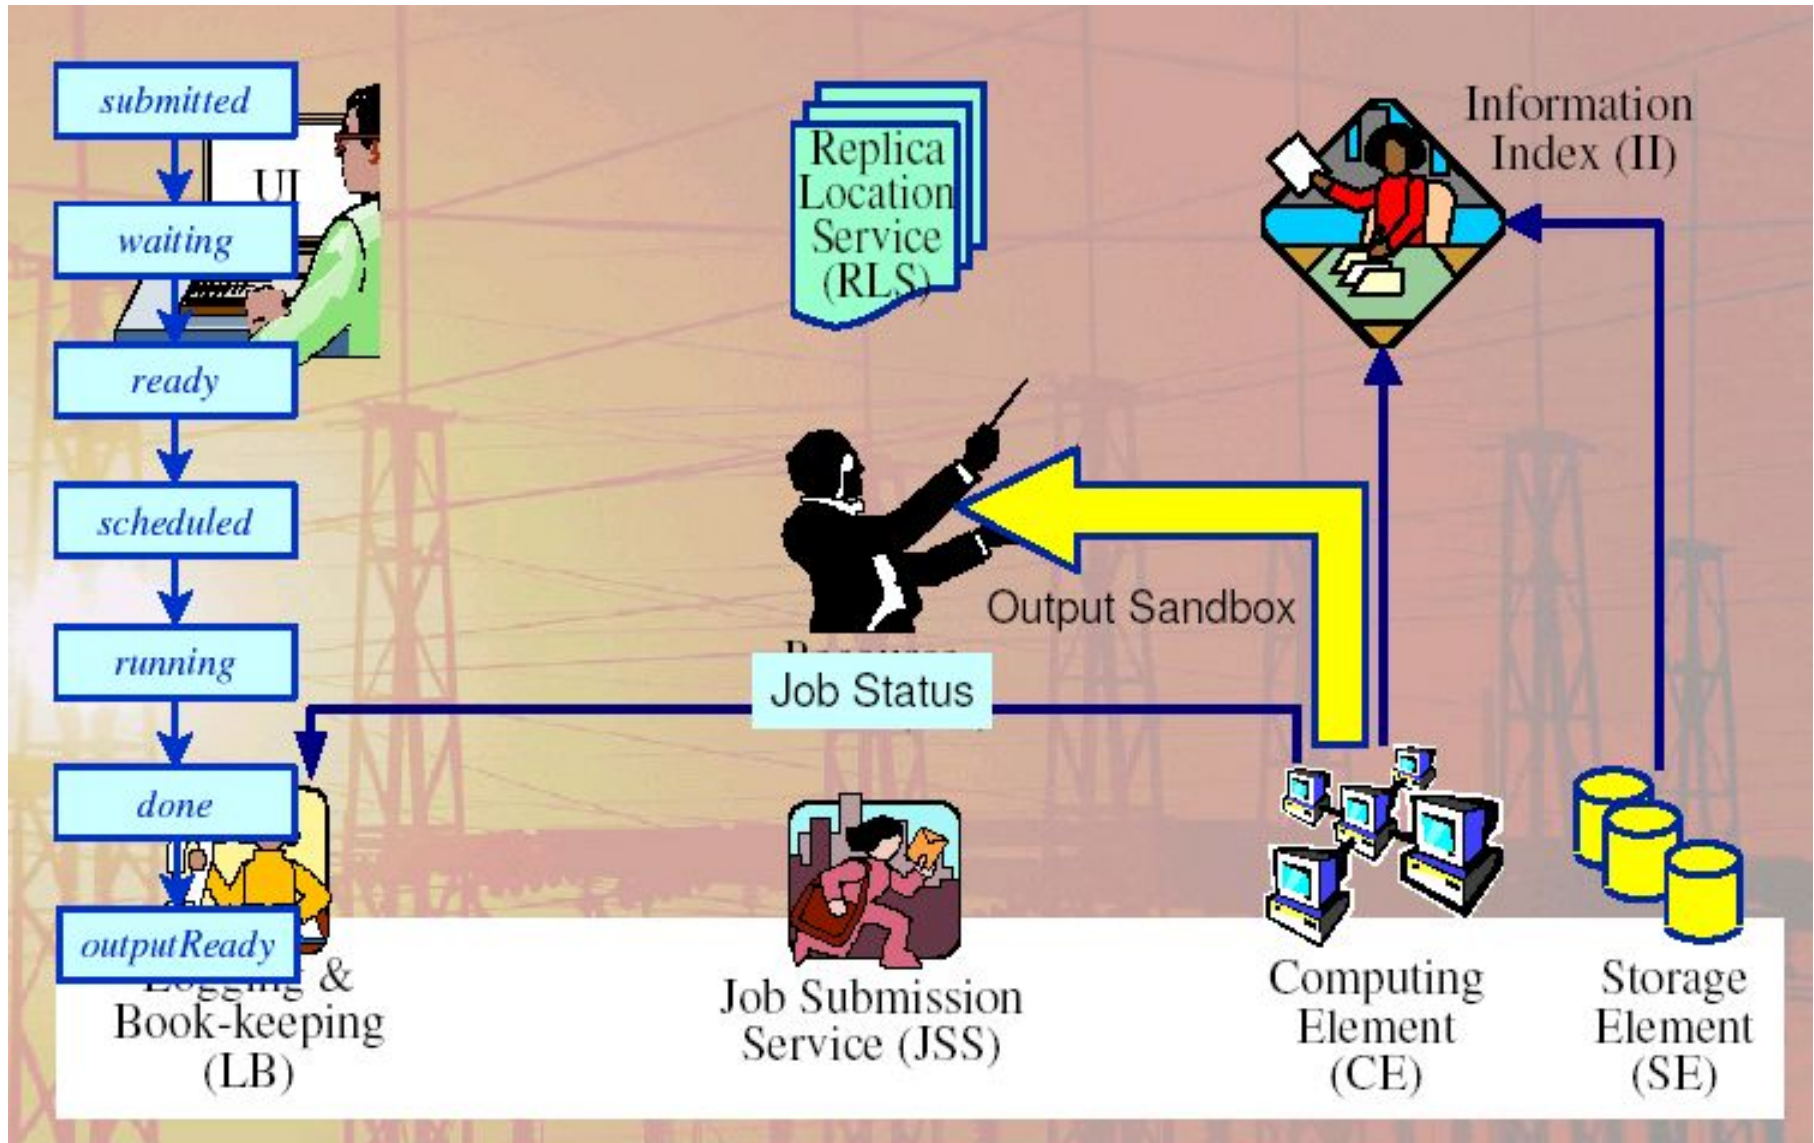 submitted
UI
waiting
ready
scheduled
running
done
outputReady
Replica
Location
Service
(RLS)
Information
Index (II)
Output Sandbox
Job Status
Logging &
Book-keeping
(LB)
Job Submission
Service (JSS)
Computing
Element
(CE)
Storage
Element
(SE)